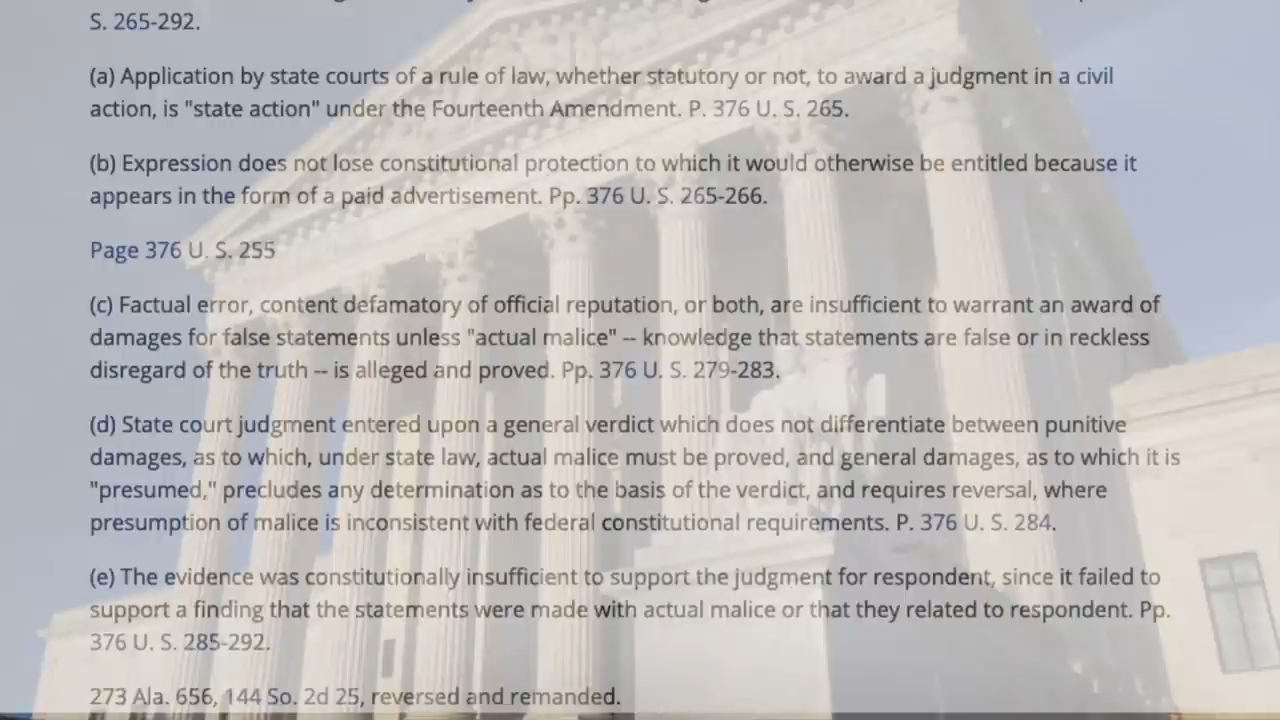 S. 265-292.
(a) Application by state courts of a rule of law, whether statutory or not, to award a judgment in a civil
action, is "state action" under the Fourteenth Amendment. P. 376 U. S. 265.
(b) Expression does not lose constitutional protection to which it would otherwise be entitled because it
appears in the form of a paid advertisement. Pp. 376 U. S. 265-266.
Page 376 U. S. 255
(c) Factual error, content defamatory of official reputation, or both, are insufficient to warrant an award of
damages for false statements unless "actual malice" -- knowledge that statements are false or in reckless
disregard of the truth -- is alleged and proved. Pp. 376 U. S. 279-283.
(d) State court judgment entered upon a general verdict which does not differentiate between punitive
damages, as to which, under state law, actual malice must be proved, and general damages, as to which it is
"presumed," precludes any determination as to the basis of the verdict, and requires reversal, where
presumption of malice is inconsistent with federal constitutional requirements. P. 376 U. S. 284.
(e) The evidence was constitutionally insufficient to support the judgment for respondent, since it failed to
support a finding that the statements were made with actual malice or that they related to respondent. Pp.
376 U. S. 285-292.
273 Ala. 656, 144 So. 2d 25, reversed and remanded.